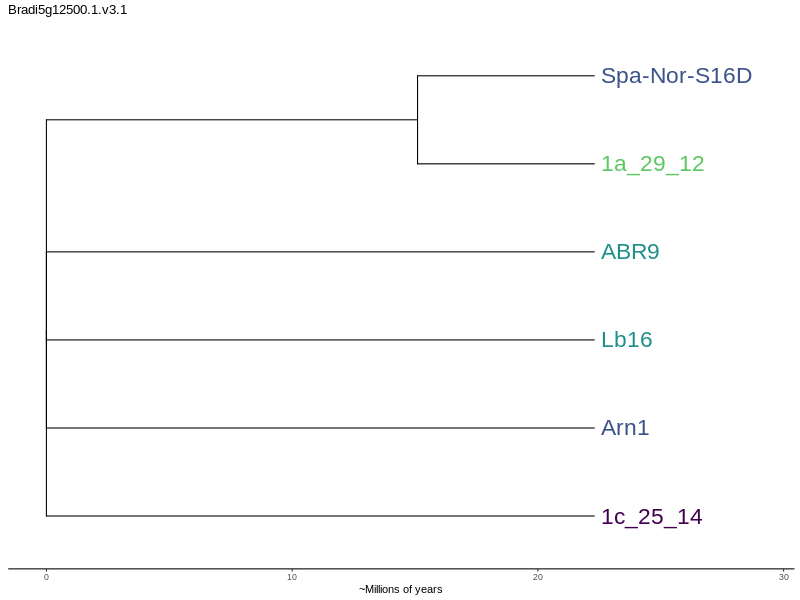 Bradi5g12500.1.v3.1
Spa-Nor-S16D
1a_29_12
ABR9
Lb16
Arn1
1c_25_14
0 10 20 30
~Millions of years